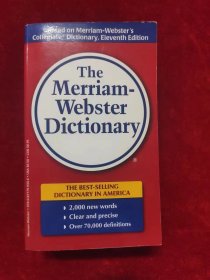 on Merriam-Webster's
Collegiate Dictionary, Eleventh Edition
The
Merriam-
Webster
Dictionary
®
THE BEST-SELLING
DICTIONARY IN AMERICA
2,000 new words
Clear and precise
Over 70,000 definitions